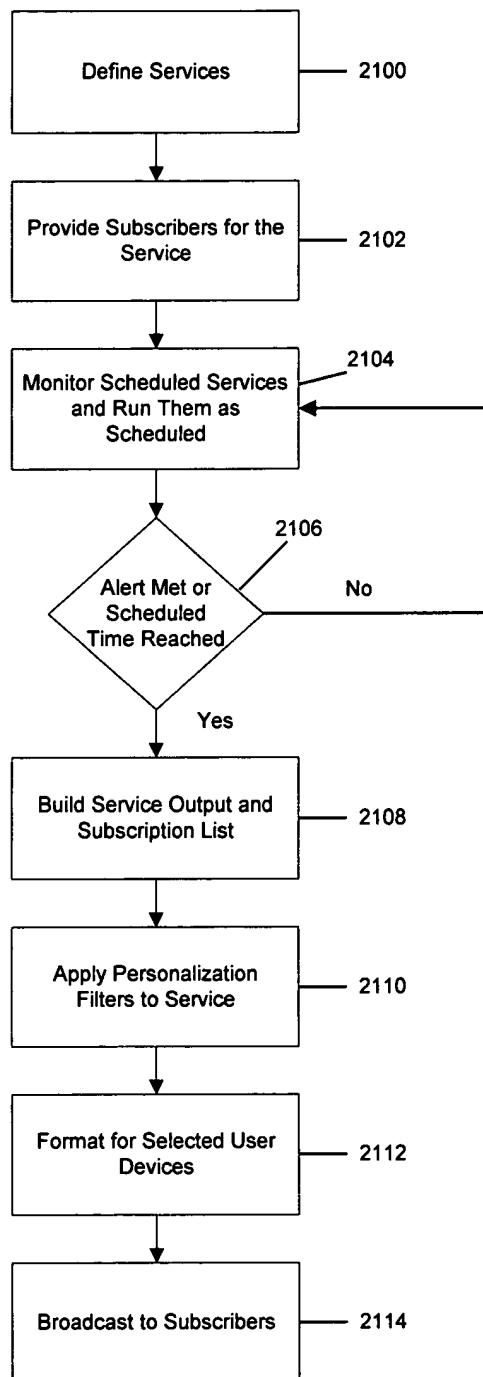 Define Services
2100
Provide Subscribers for the
Service
2102
2104
Monitor Scheduled Services
and Run Them as
Scheduled
2106
Alert Met or
Scheduled
Time Reached
No
Yes
Build Service Output and
Subscription List
2108
Apply Personalization
Filters to Service
2110
Format for Selected User
Devices
2112
Broadcast to Subscribers
2114